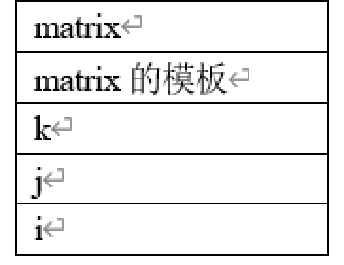 matrix
matrix 的模板
k
j
i